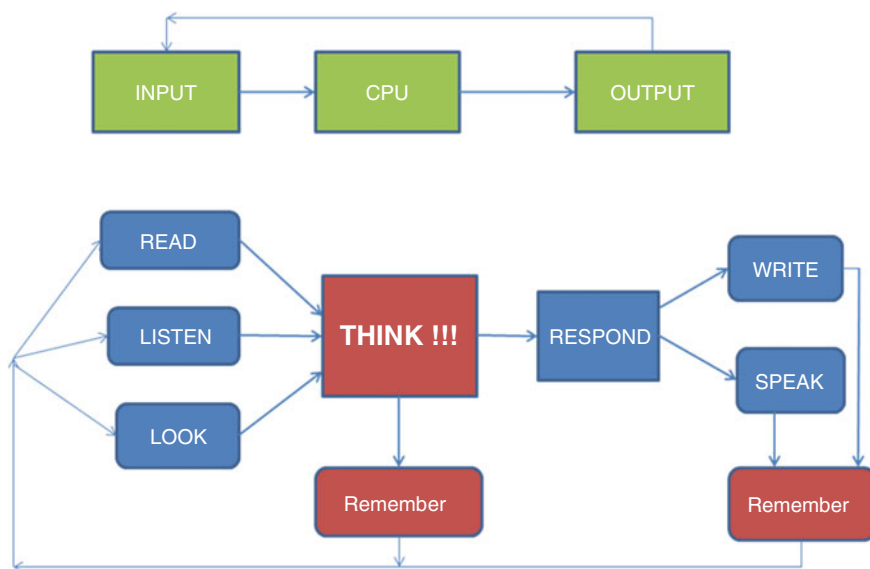 INPUT
CPU
OUTPUT
READ
LISTEN
LOOK
THINK !!!
RESPOND
WRITE
SPEAK
Remember
Remember